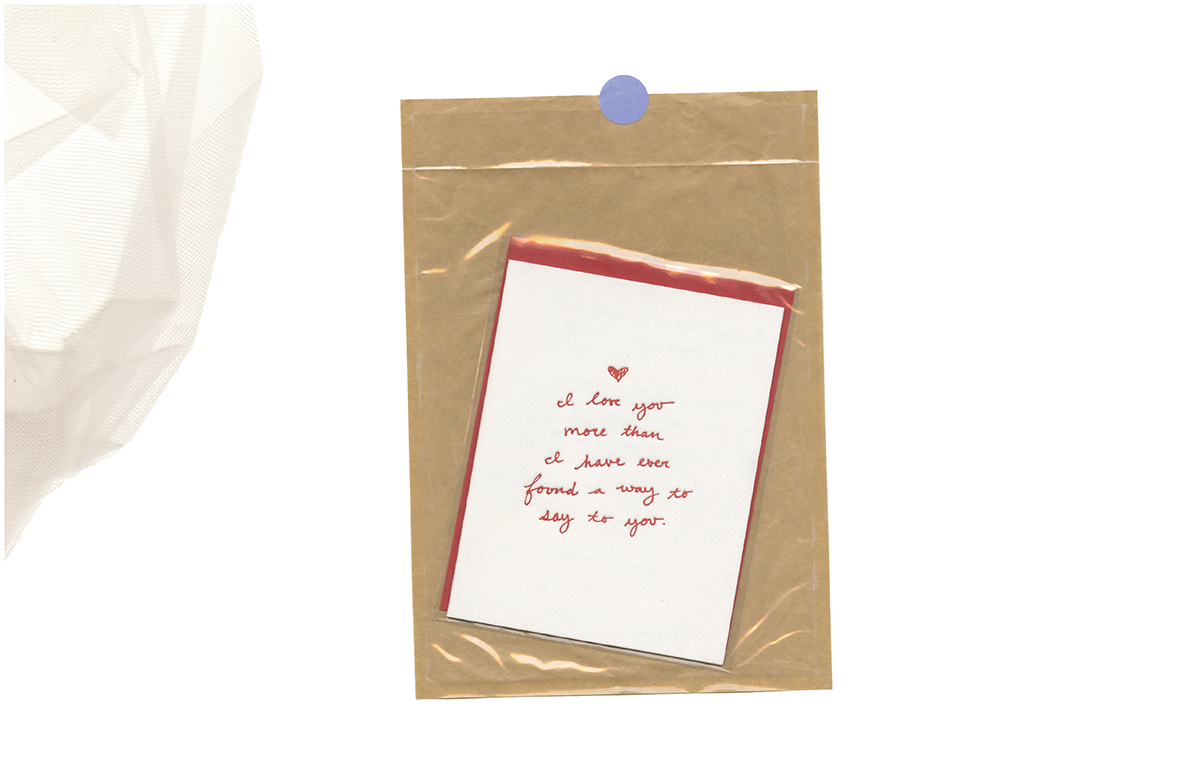 I love you
more than
I have ever
found a way to
say to you.